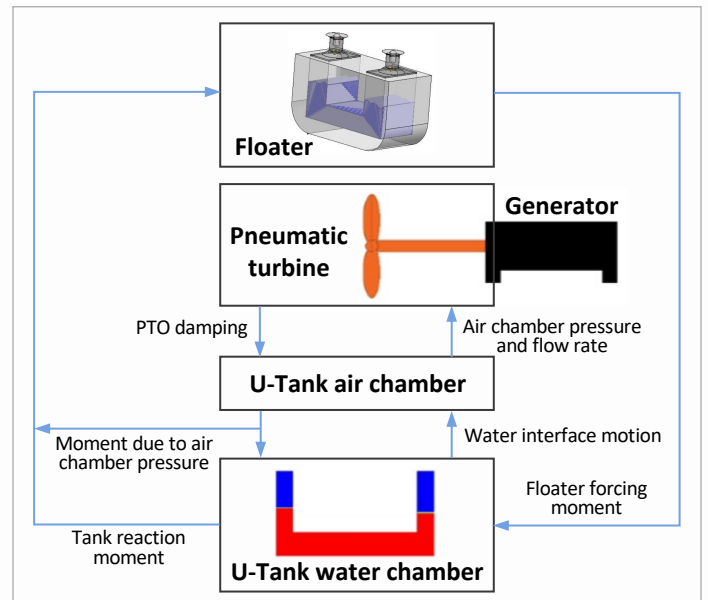 Floater
Generator
Pneumatic
turbine
PTO damping
Air chamber pressure
and flow rate
U-Tank air chamber
Moment due to air
chamber pressure
Water interface motion
Floater forcing
moment
Tank reaction
moment
U-Tank water chamber